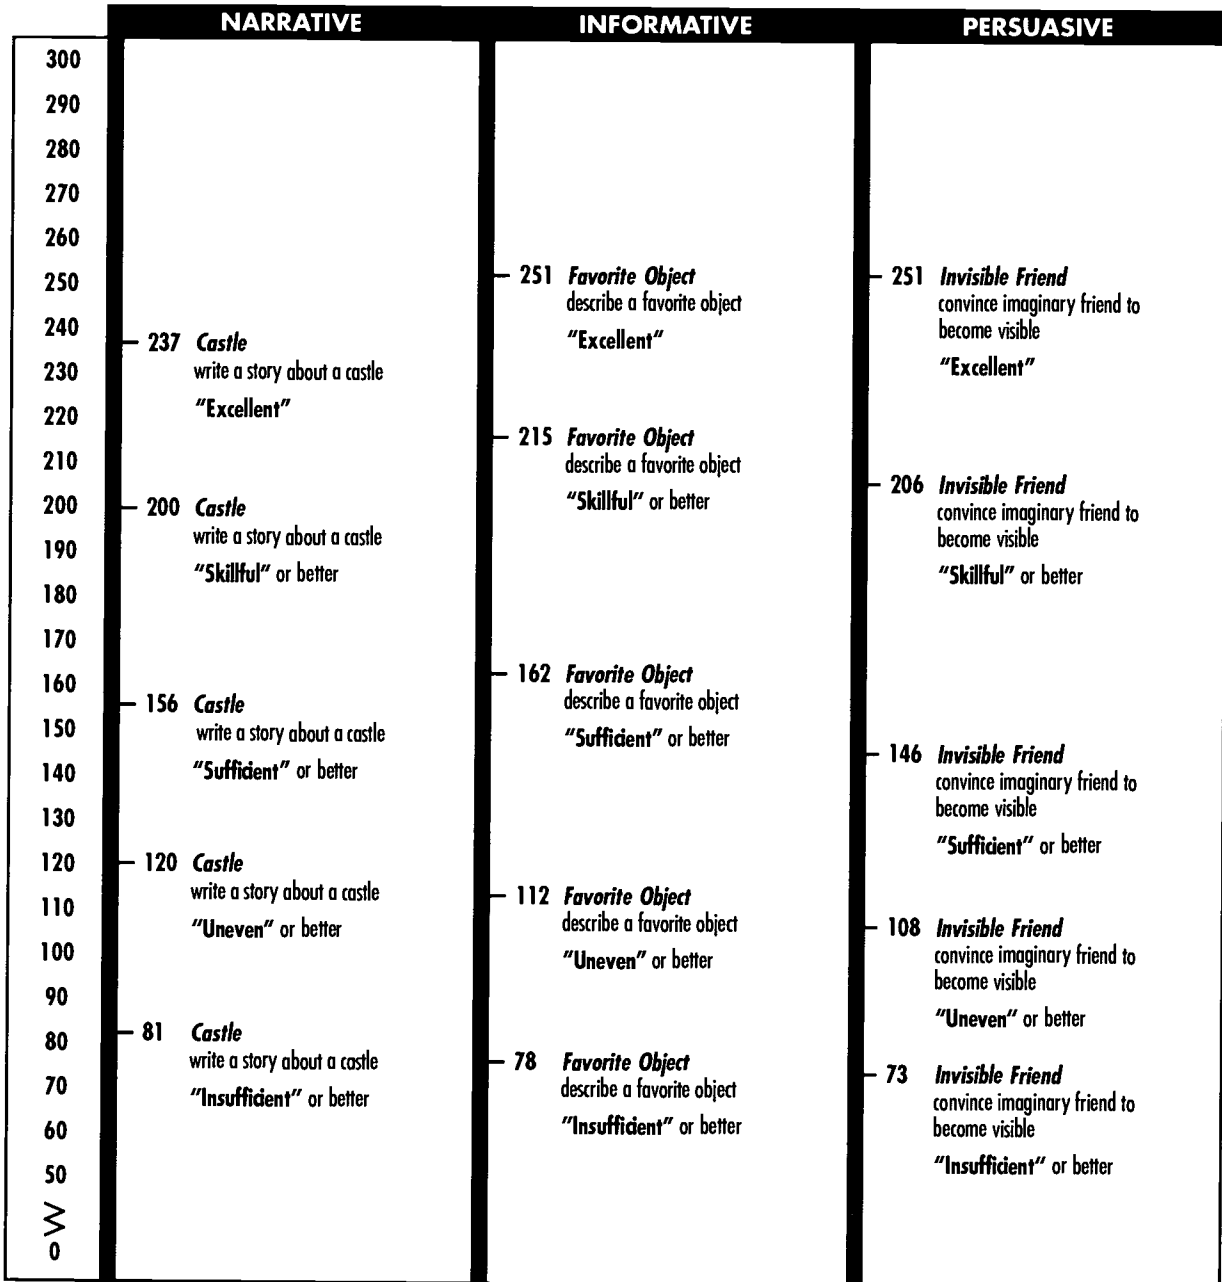 NARRATIVE
INFORMATIVE
PERSUASIVE
300
290
280
270
260
250
240
230
220
210
200
190
180
170
160
150
140
130
120
110
100
90
80
70
60
50
0
237 Castle
write a story about a castle
"Excellent"
200 Castle
write a story about a castle
"Skillful" or better
156 Castle
write a story about a castle
"Sufficient" or better
120 Castle
write a story about a castle
"Uneven" or better
81 Castle
write a story about a castle
"Insufficient" or better
251 Favorite Object
describe a favorite object
"Excellent"
215 Favorite Object
describe a favorite object
"Skillful" or better
162 Favorite Object
describe a favorite object
"Sufficient" or better
112 Favorite Object
describe a favorite object
"Uneven" or better
78 Favorite Object
describe a favorite object
"Insufficient" or better
251 Invisible Friend
convince imaginary friend to
become visible
"Excellent"
206 Invisible Friend
convince imaginary friend to
become visible
"Skillful" or better
146 Invisible Friend
convince imaginary friend to
become visible
"Sufficient" or better
108 Invisible Friend
convince imaginary friend to
become visible
"Uneven" or better
73 Invisible Friend
convince imaginary friend to
become visible
"Insufficient" or better